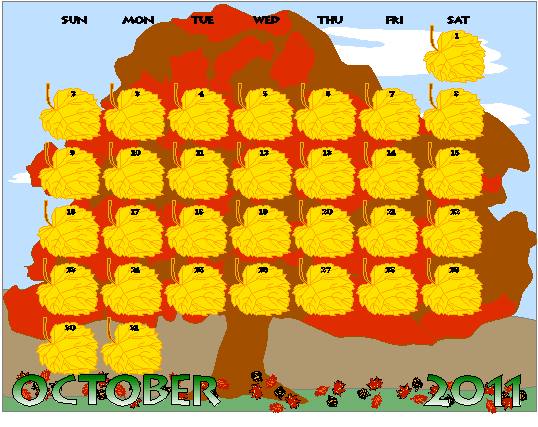 SUN MON TUE WED THU FRI SAT
1
2 3 4 5 6 7 8
9 10 11 12 13 14 15
16 17 18 19 20 21 22
23 24 25 26 27 28 29
30 31
OCTOBER 2011